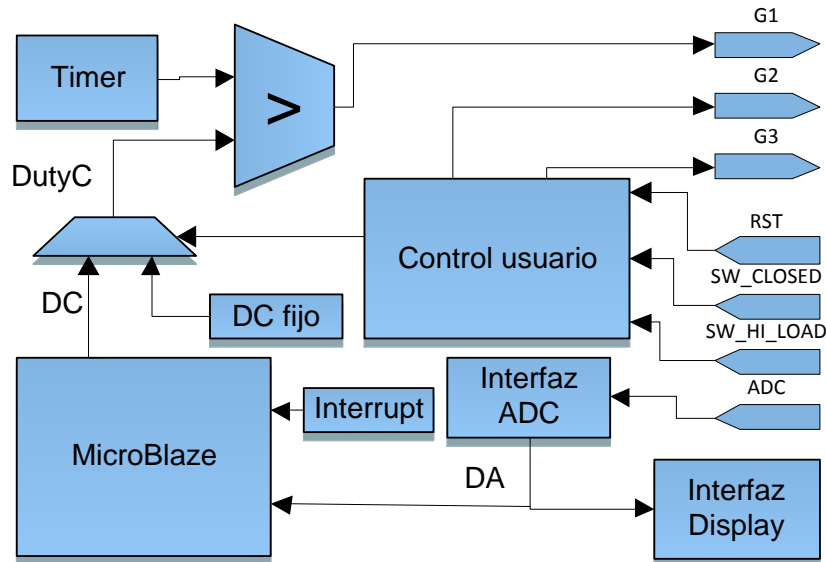 G1
Timer
>
G2
G3
DutyC
RST
Control usuario
SW_CLOSED
DC
DC fijo
SW_HI_LOAD
Interfaz
ADC
ADC
Interrupt
MicroBlaze
DA
Interfaz
Display